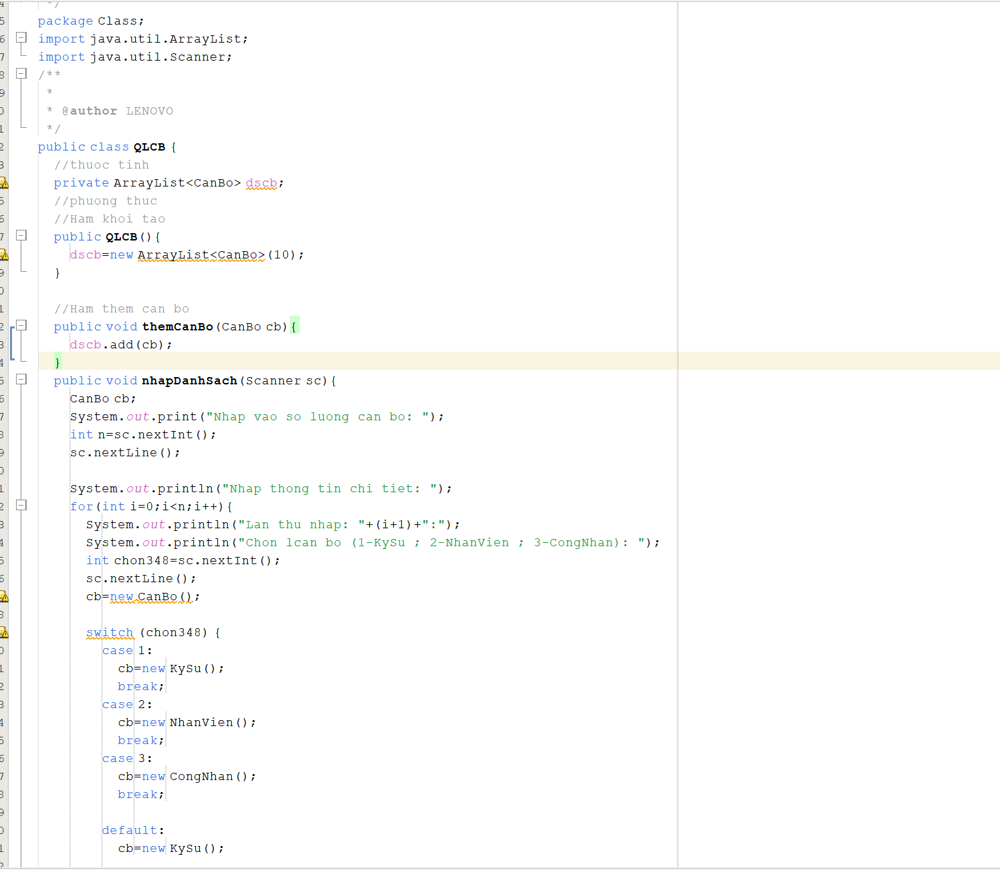 */
package Class;
import java.util.ArrayList;
import java.util.Scanner;
/**
 *
 * @author LENOVO
 */
public class QLCB {
  //thuoc tinh
  private ArrayList<CanBo> dscb;
  //phuong thuc
  //Ham khoi tao
  public QLCB(){
    dscb=new ArrayList<CanBo>(10);
  }

  //Ham them can bo
  public void themCanBo(CanBo cb){
    dscb.add(cb);
  }
  public void nhapDanhSach(Scanner sc){
    CanBo cb;
    System.out.print("Nhap vao so luong can bo: ");
    int n=sc.nextInt();
    sc.nextLine();

    System.out.println("Nhap thong tin chi tiet: ");
    for(int i=0;i<n;i++){
      System.out.println("Lan thu nhap: "+(i+1)+":");
      System.out.println("Chon lcan bo (1-KySu ; 2-NhanVien ; 3-CongNhan): ");
      int chon348=sc.nextInt();
      sc.nextLine();
      cb=new CanBo();

      switch (chon348) {
        case 1:
          cb=new KySu();
          break;
        case 2:
          cb=new NhanVien();
          break;
        case 3:
          cb=new CongNhan();
          break;

        default:
          cb=new KySu();